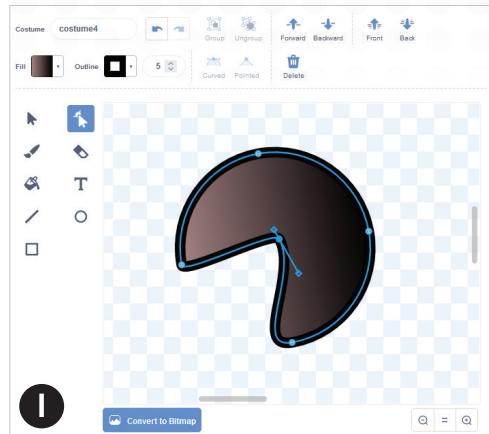 Costume costume4 Group Ungroup Forward Backward Front Back
Fill Outline 5 Curved Pointed Delete
T
I
Convert to Bitmap =